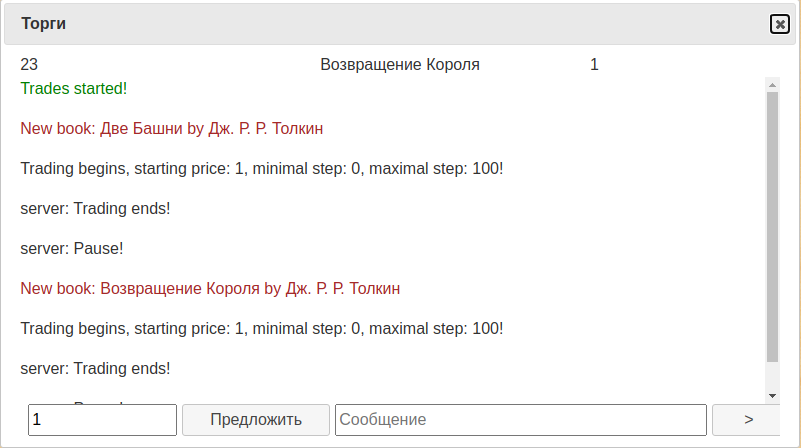 Торги
23 Возвращение Короля 1
Trades started!
New book: Две Башни by Дж. Р. Р. Толкин
Trading begins, starting price: 1, minimal step: 0, maximal step: 100!
server: Trading ends!
server: Pause!
New book: Возвращение Короля by Дж. Р. Р. Толкин
Trading begins, starting price: 1, minimal step: 0, maximal step: 100!
server: Trading ends!
1 Предложить Сообщение >